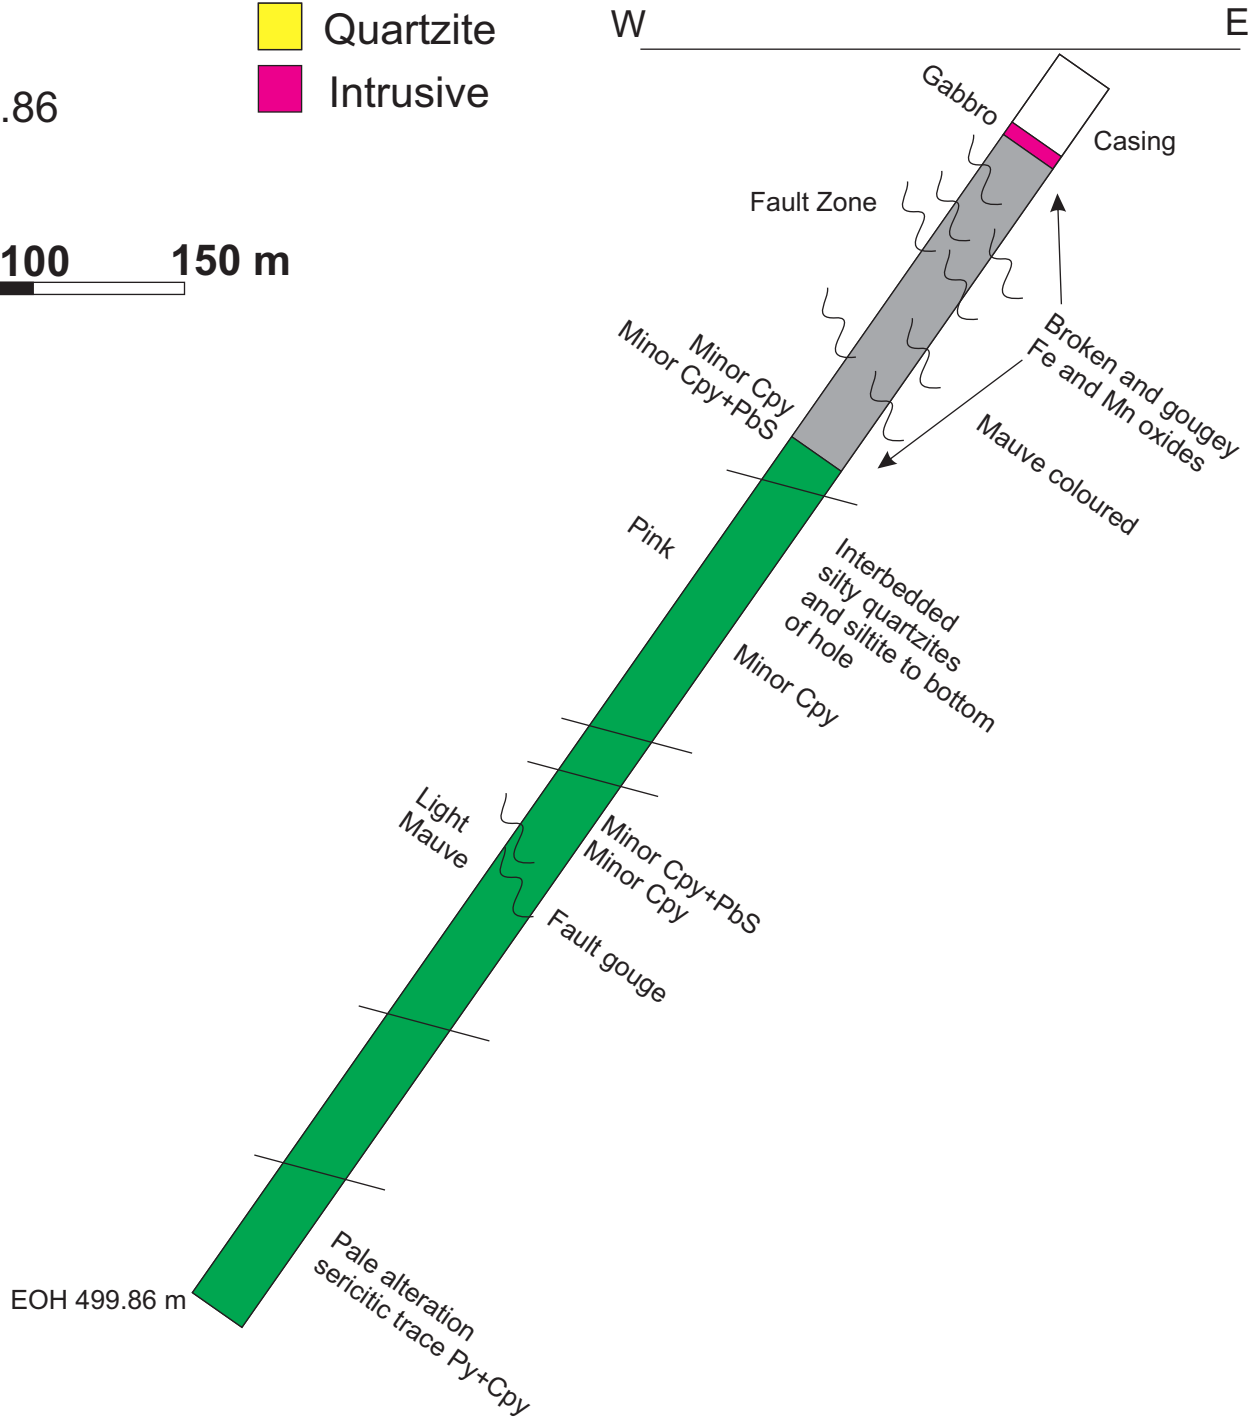 Quartzite
Intrusive
.86
100 150 m
W
E
Gabbro
Casing
Fault Zone
Broken and gougey
Fe and Mn oxides
Minor Cpy
Minor Cpy+PbS
Mauve coloured
Pink
Interbedded
silty quartzites
and siltite to bottom
of hole
Minor Cpy
Light
Mauve
Minor Cpy+PbS
Minor Cpy
Fault gouge
Pale alteration
sericitic trace Py+Cpy
EOH 499.86 m